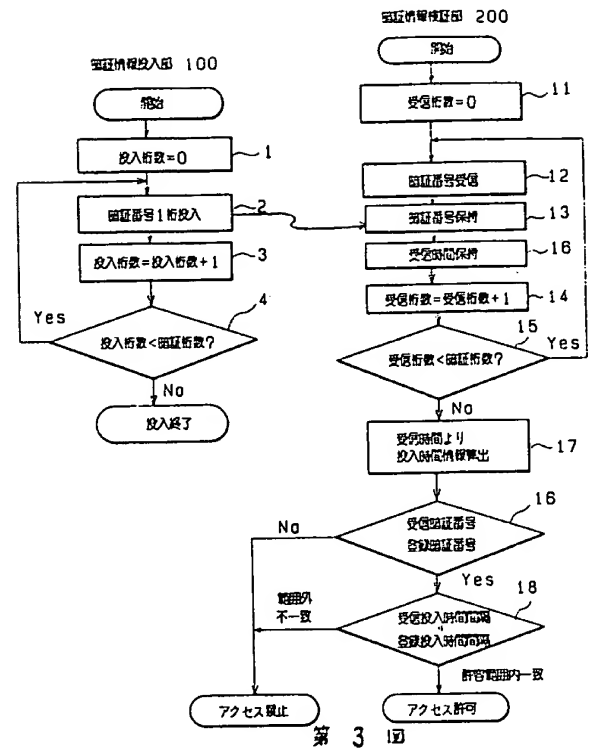 暗証情報投入部 100
開始
投入桁数=0
1
暗証番号1桁投入
2
投入桁数=投入桁数+1
3
4
投入桁数<暗証桁数?
Yes
No
投入終了
暗証情報検証部 200
開始
受信桁数=0
11
暗証番号受信
12
暗証番号保持
13
受信時間保持
16
受信桁数=受信桁数+1
14
15
受信桁数<暗証桁数?
Yes
No
受信時間より
投入時間情報算出
17
16
受信暗証番号
登録暗証番号
No
Yes
18
受信投入時間間隔
登録投入時間間隔
範囲外
不一致
許容範囲内一致
アクセス禁止
アクセス許可
第 3 図